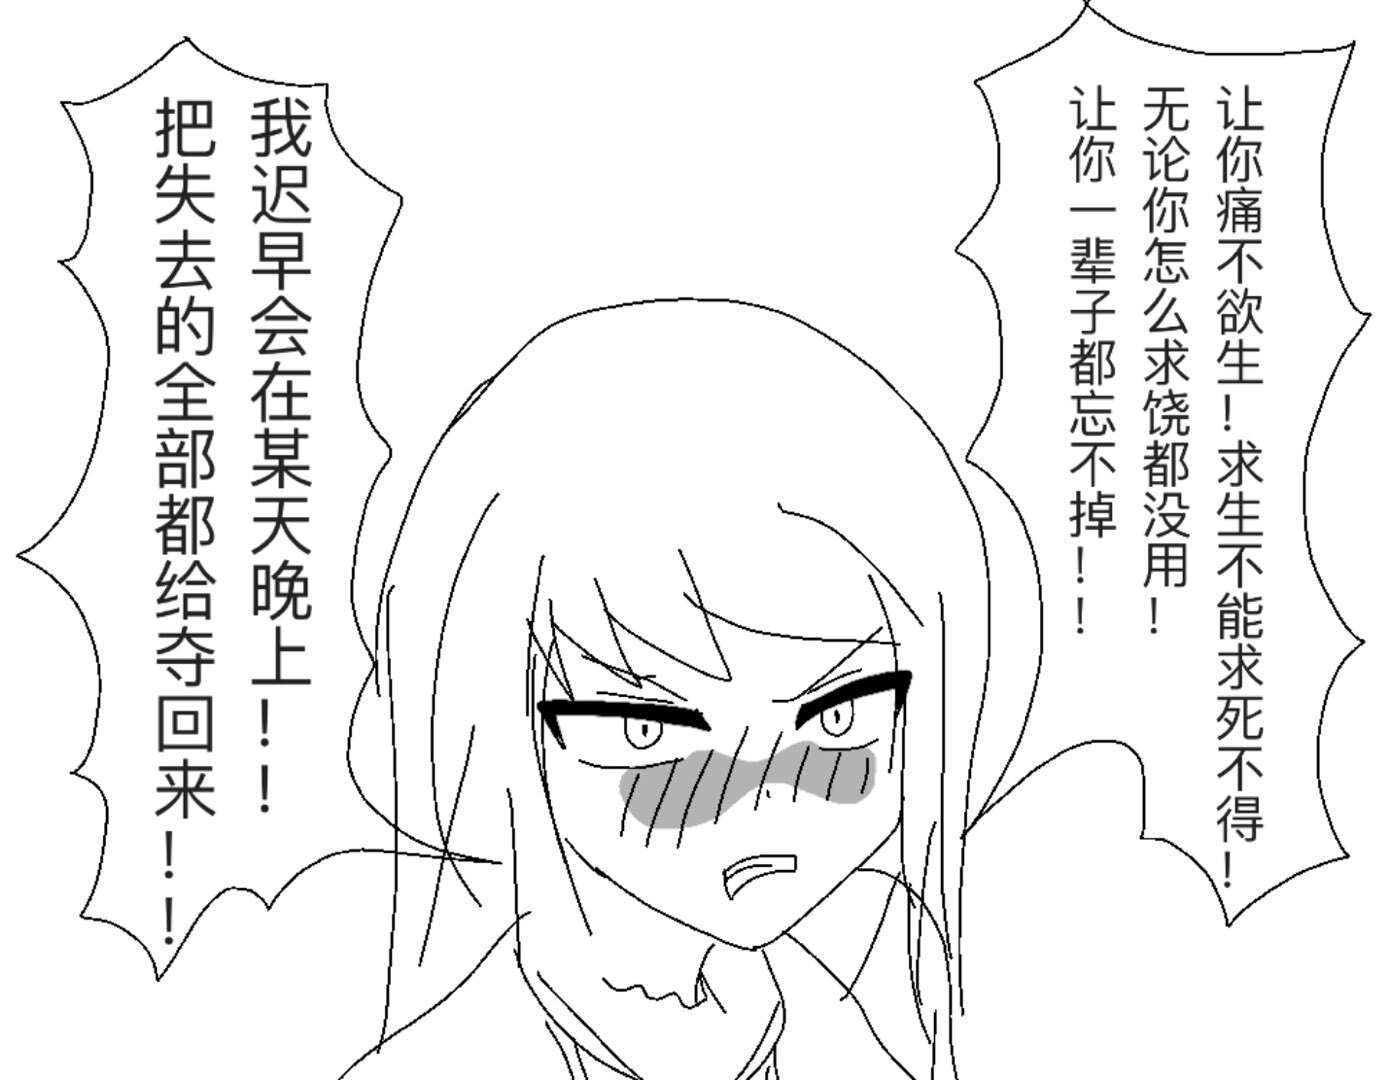 让你痛不欲生！求生不能求死不得！
无论你怎么求饶都没用！
让你一辈子都忘不掉！！
我迟早会在某天晚上！！
把失去的全部都给夺回来！！